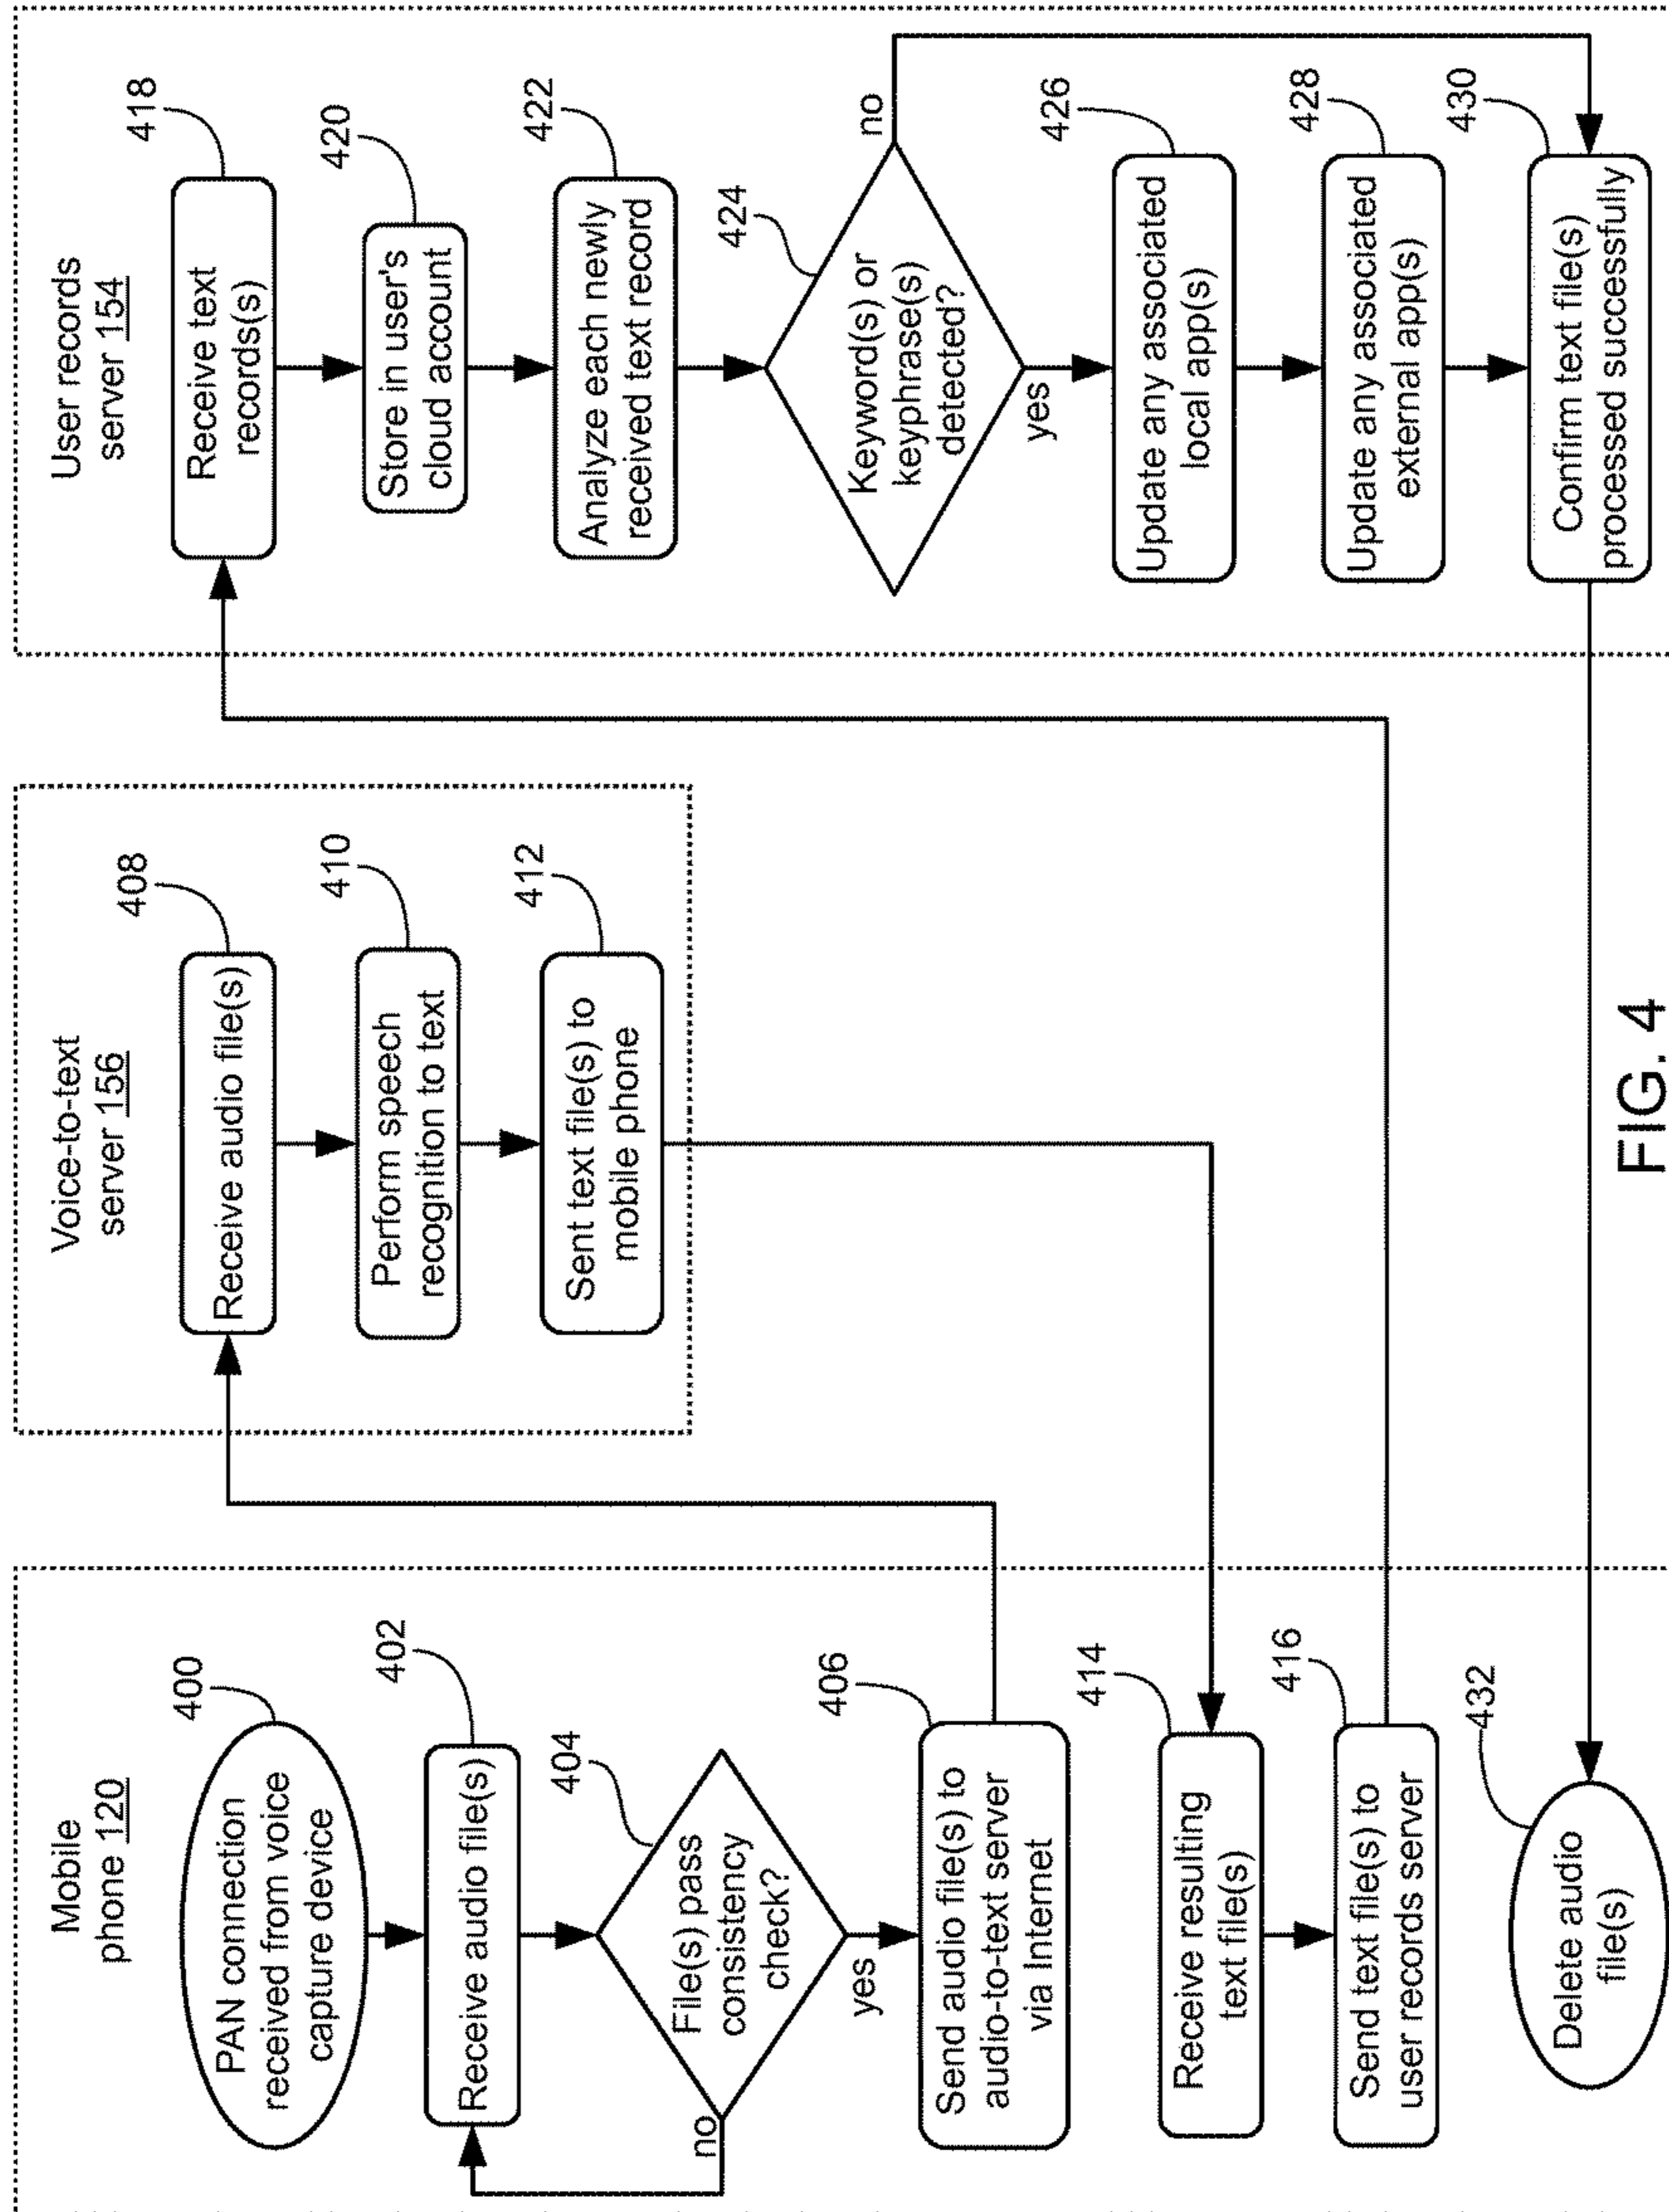 Mobile
phone 120
400
PAN connection
received from voice
capture device
402
Receive audio file(s)
404
File(s) pass
consistency
check?
no
yes
406
Send audio file(s) to
audio-to-text server
via Internet
414
Receive resulting
text file(s)
416
Send text file(s) to
user records server
432
Delete audio
file(s)
Voice-to-text
server 156
408
Receive audio file(s)
410
Perform speech
recognition to text
412
Sent text file(s) to
mobile phone
User records
server 154
418
Receive text
records(s)
420
Store in user's
cloud account
422
Analyze each newly
received text record
424
Keyword(s) or
keyphrase(s)
detected?
no
yes
426
Update any associated
local app(s)
428
Update any associated
external app(s)
430
Confirm text file(s)
processed successfully
FIG. 4